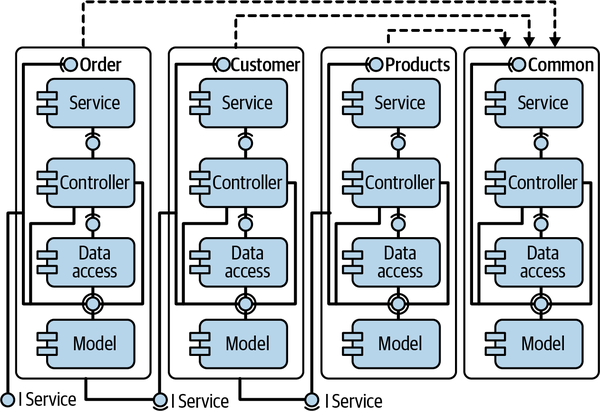 Order
Customer
Products
Common
Service
Service
Service
Service
Controller
Controller
Controller
Controller
Data
access
Data
access
Data
access
Data
access
Model
Model
Model
Model
I Service
I Service
I Service